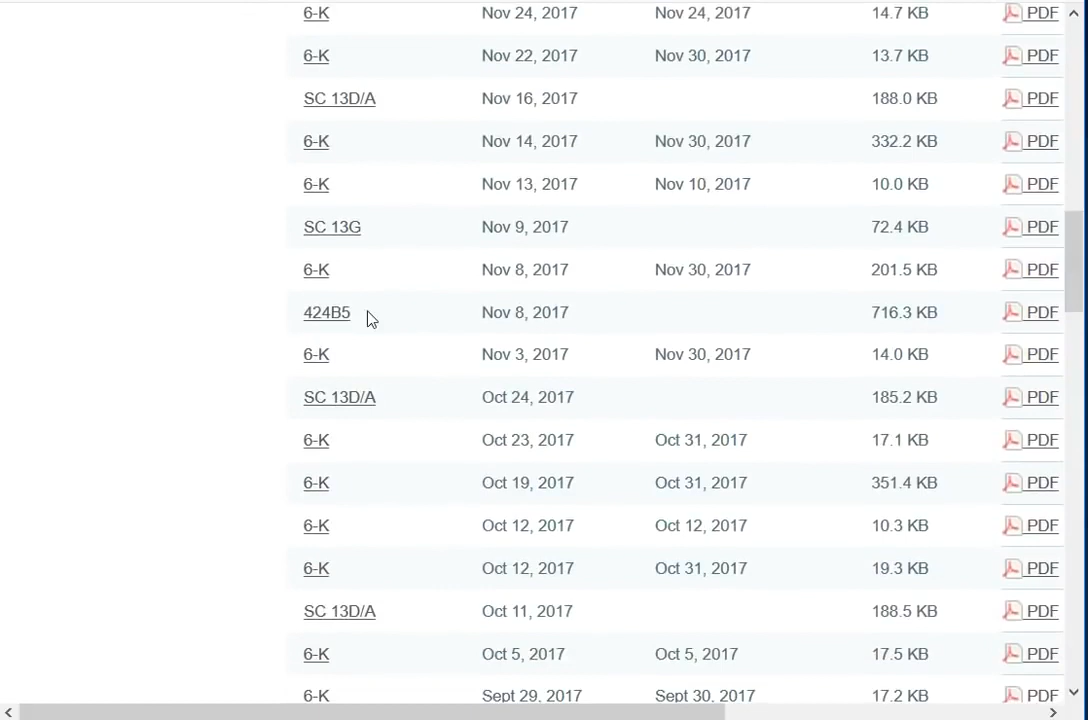 6-K Nov 24, 2017 Nov 24, 2017 14.7 KB PDF
6-K Nov 22, 2017 Nov 30, 2017 13.7 KB PDF
SC 13D/A Nov 16, 2017 188.0 KB PDF
6-K Nov 14, 2017 Nov 30, 2017 332.2 KB PDF
6-K Nov 13, 2017 Nov 10, 2017 10.0 KB PDF
SC 13G Nov 9, 2017 72.4 KB PDF
6-K Nov 8, 2017 Nov 30, 2017 201.5 KB PDF
424B5 Nov 8, 2017 716.3 KB PDF
6-K Nov 3, 2017 Nov 30, 2017 14.0 KB PDF
SC 13D/A Oct 24, 2017 185.2 KB PDF
6-K Oct 23, 2017 Oct 31, 2017 17.1 KB PDF
6-K Oct 19, 2017 Oct 31, 2017 351.4 KB PDF
6-K Oct 12, 2017 Oct 12, 2017 10.3 KB PDF
6-K Oct 12, 2017 Oct 31, 2017 19.3 KB PDF
SC 13D/A Oct 11, 2017 188.5 KB PDF
6-K Oct 5, 2017 Oct 5, 2017 17.5 KB PDF
6-K Sept 29, 2017 Sept 30, 2017 17.2 KB PDF